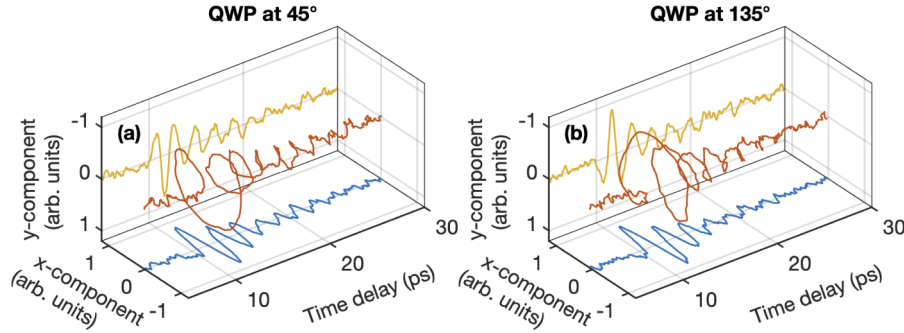 QWP at 45°
(a)
-1
0
1
y-component
(arb. units)
1
0
-1
x-component
(arb. units)
10
20
30
Time delay (ps)
QWP at 135°
(b)
-1
0
1
y-component
(arb. units)
1
0
-1
x-component
(arb. units)
10
20
30
Time delay (ps)